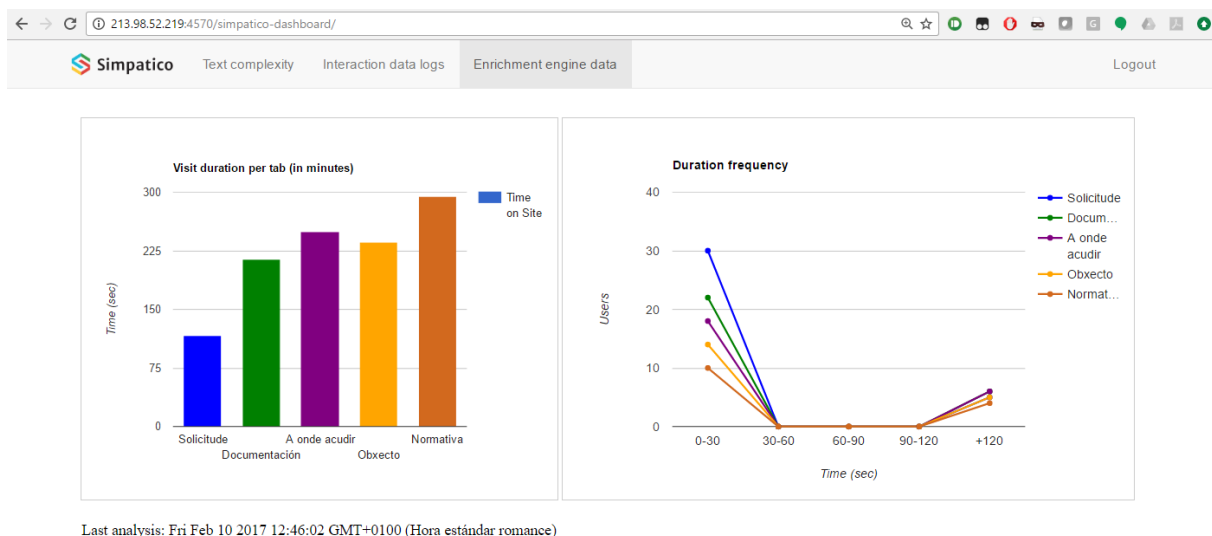 213.98.52.219:4570/simpatico-dashboard/
Simpatico Text complexity Interaction data logs Enrichment engine data Logout
Visit duration per tab (in minutes)
300
225
150
75
0
Time (sec)
Solicitude
Documentación
A onde acudir
Obxecto
Normativa
Time
on Site
Duration frequency
40
30
20
10
0
Users
0-30 30-60 60-90 90-120 +120
Time (sec)
Solicitude
Docum...
A onde
acudir
Obxecto
Normat...
Last analysis: Fri Feb 10 2017 12:46:02 GMT+0100 (Hora estándar romance)